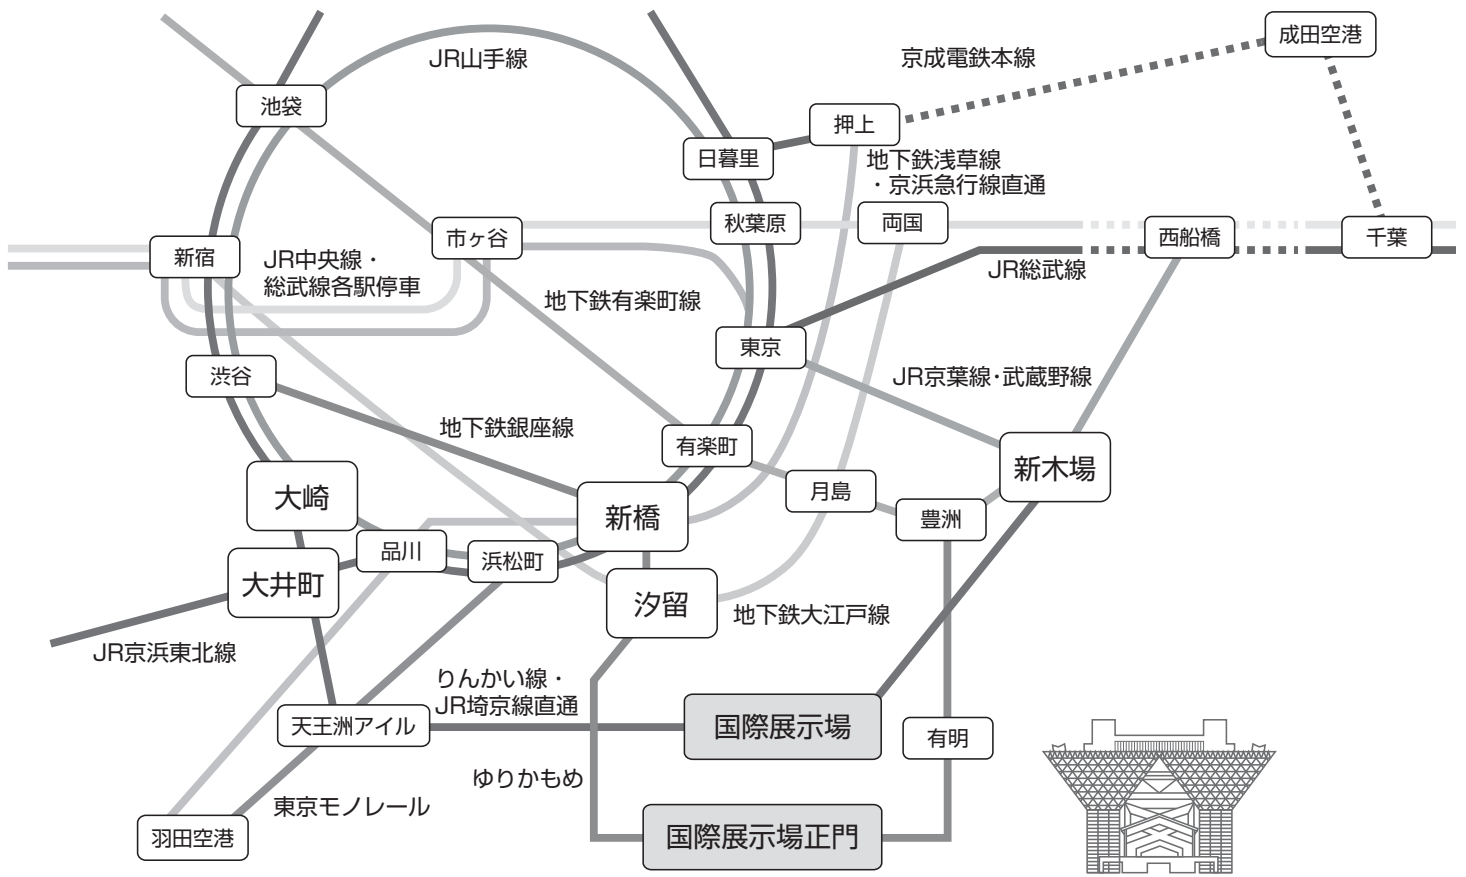 成田空港
JR山手線
京成電鉄本線
池袋
押上
日暮里
地下鉄浅草線
・京浜急行線直通
秋葉原
両国
市ヶ谷
西船橋
千葉
新宿
JR中央線・
総武線各駅停車
JR総武線
地下鉄有楽町線
東京
渋谷
JR京葉線・武蔵野線
地下鉄銀座線
有楽町
新木場
大崎
月島
新橋
豊洲
品川
浜松町
大井町
汐留
地下鉄大江戸線
JR京浜東北線
りんかい線・
JR埼京線直通
天王洲アイル
国際展示場
有明
ゆりかもめ
東京モノレール
羽田空港
国際展示場正門